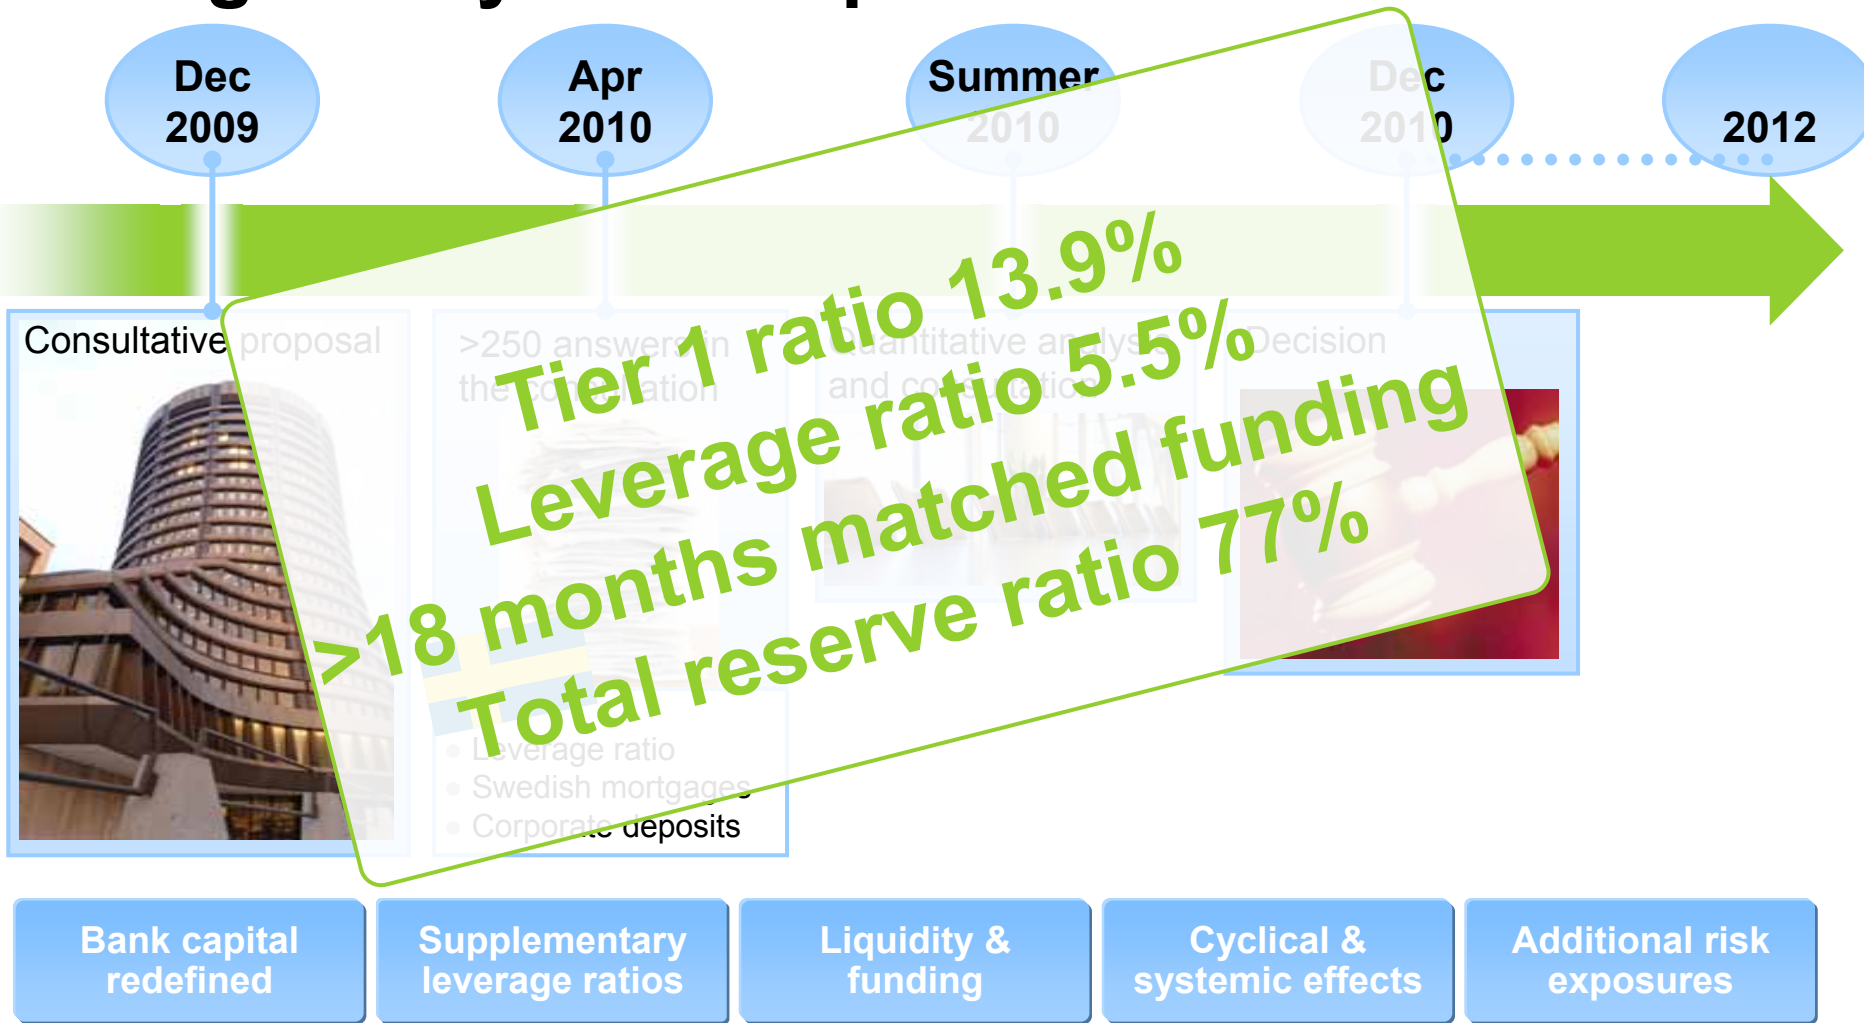 Dec
2009
Apr
2010
Summer
2010
Dec
2010
2012
Consultative proposal
>250 answers in
the consultation
Quantitative analysis
and consultation
Decision
Tier 1 ratio 13.9%
Leverage ratio 5.5%
>18 months matched funding
Total reserve ratio 77%
• Leverage ratio
• Swedish mortgages
• Corporate deposits
Bank capital
redefined
Supplementary
leverage ratios
Liquidity &
funding
Cyclical &
systemic effects
Additional risk
exposures